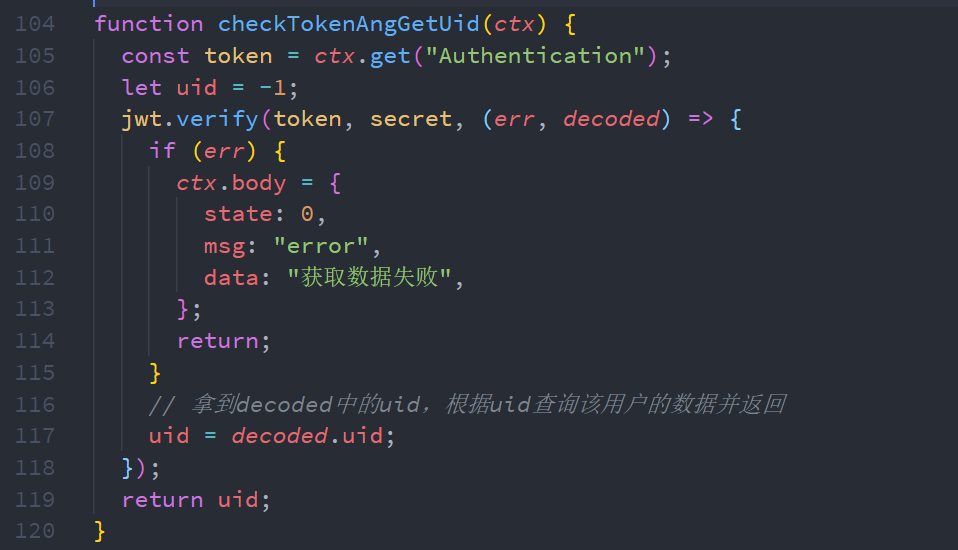 104 function checkTokenAngGetUid(ctx) {
105 const token = ctx.get("Authentication");
106 let uid = -1;
107 jwt.verify(token, secret, (err, decoded) => {
108 if (err) {
109 ctx.body = {
110 state: 0,
111 msg: "error",
112 data: "获取数据失败",
113 };
114 return;
115 }
116 // 拿到decoded中的uid，根据uid查询该用户的数据并返回
117 uid = decoded.uid;
118 });
119 return uid;
120 }